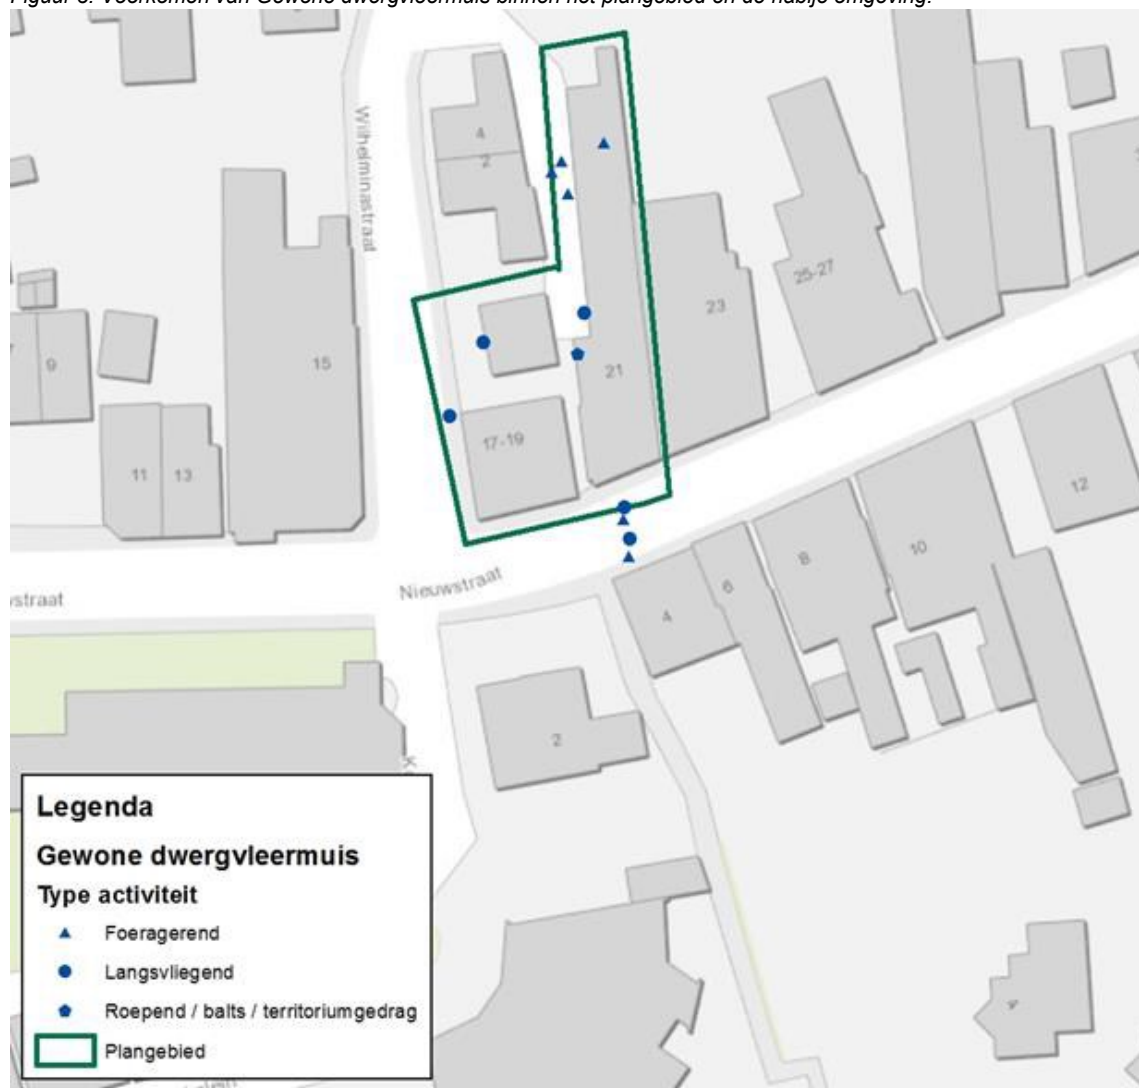 Figuur 3. Voorkomen van Gewone dwergvleermuis binnen het plangebied en de nabije omgeving.
Wilhelminastraat
4
2
9
11
13
15
17-19
21
23
25-27
Nieuwstraat
straat
4
6
8
10
12
2
4
Legenda
Gewone dwergvleermuis
Type activiteit
Foeragerend
Langsvliegend
Roepend / balts / territoriumgedrag
Plangebied